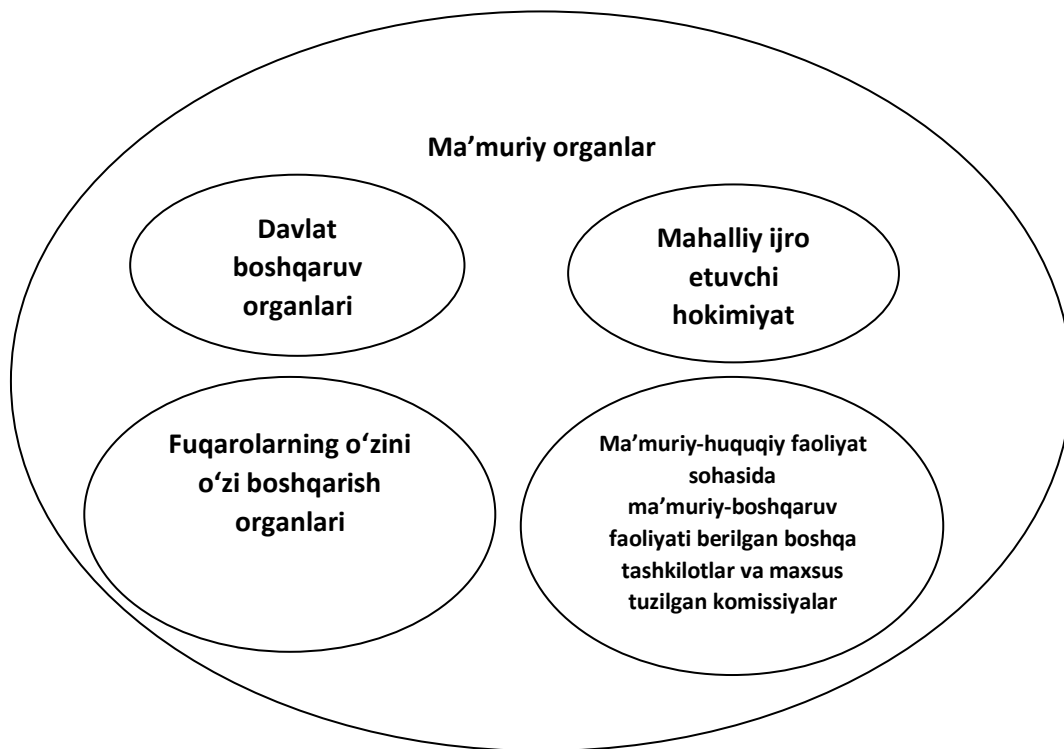 Ma’muriy organlar
Davlat
boshqaruv
organlari
Mahalliy ijro
etuvchi
hokimiyat
Fuqarolarning o‘zini
o‘zi boshqarish
organlari
Ma’muriy-huquqiy faoliyat
sohasida
ma’muriy-boshqaruv
faoliyati berilgan boshqa
tashkilotlar va maxsus
tuzilgan komissiyalar